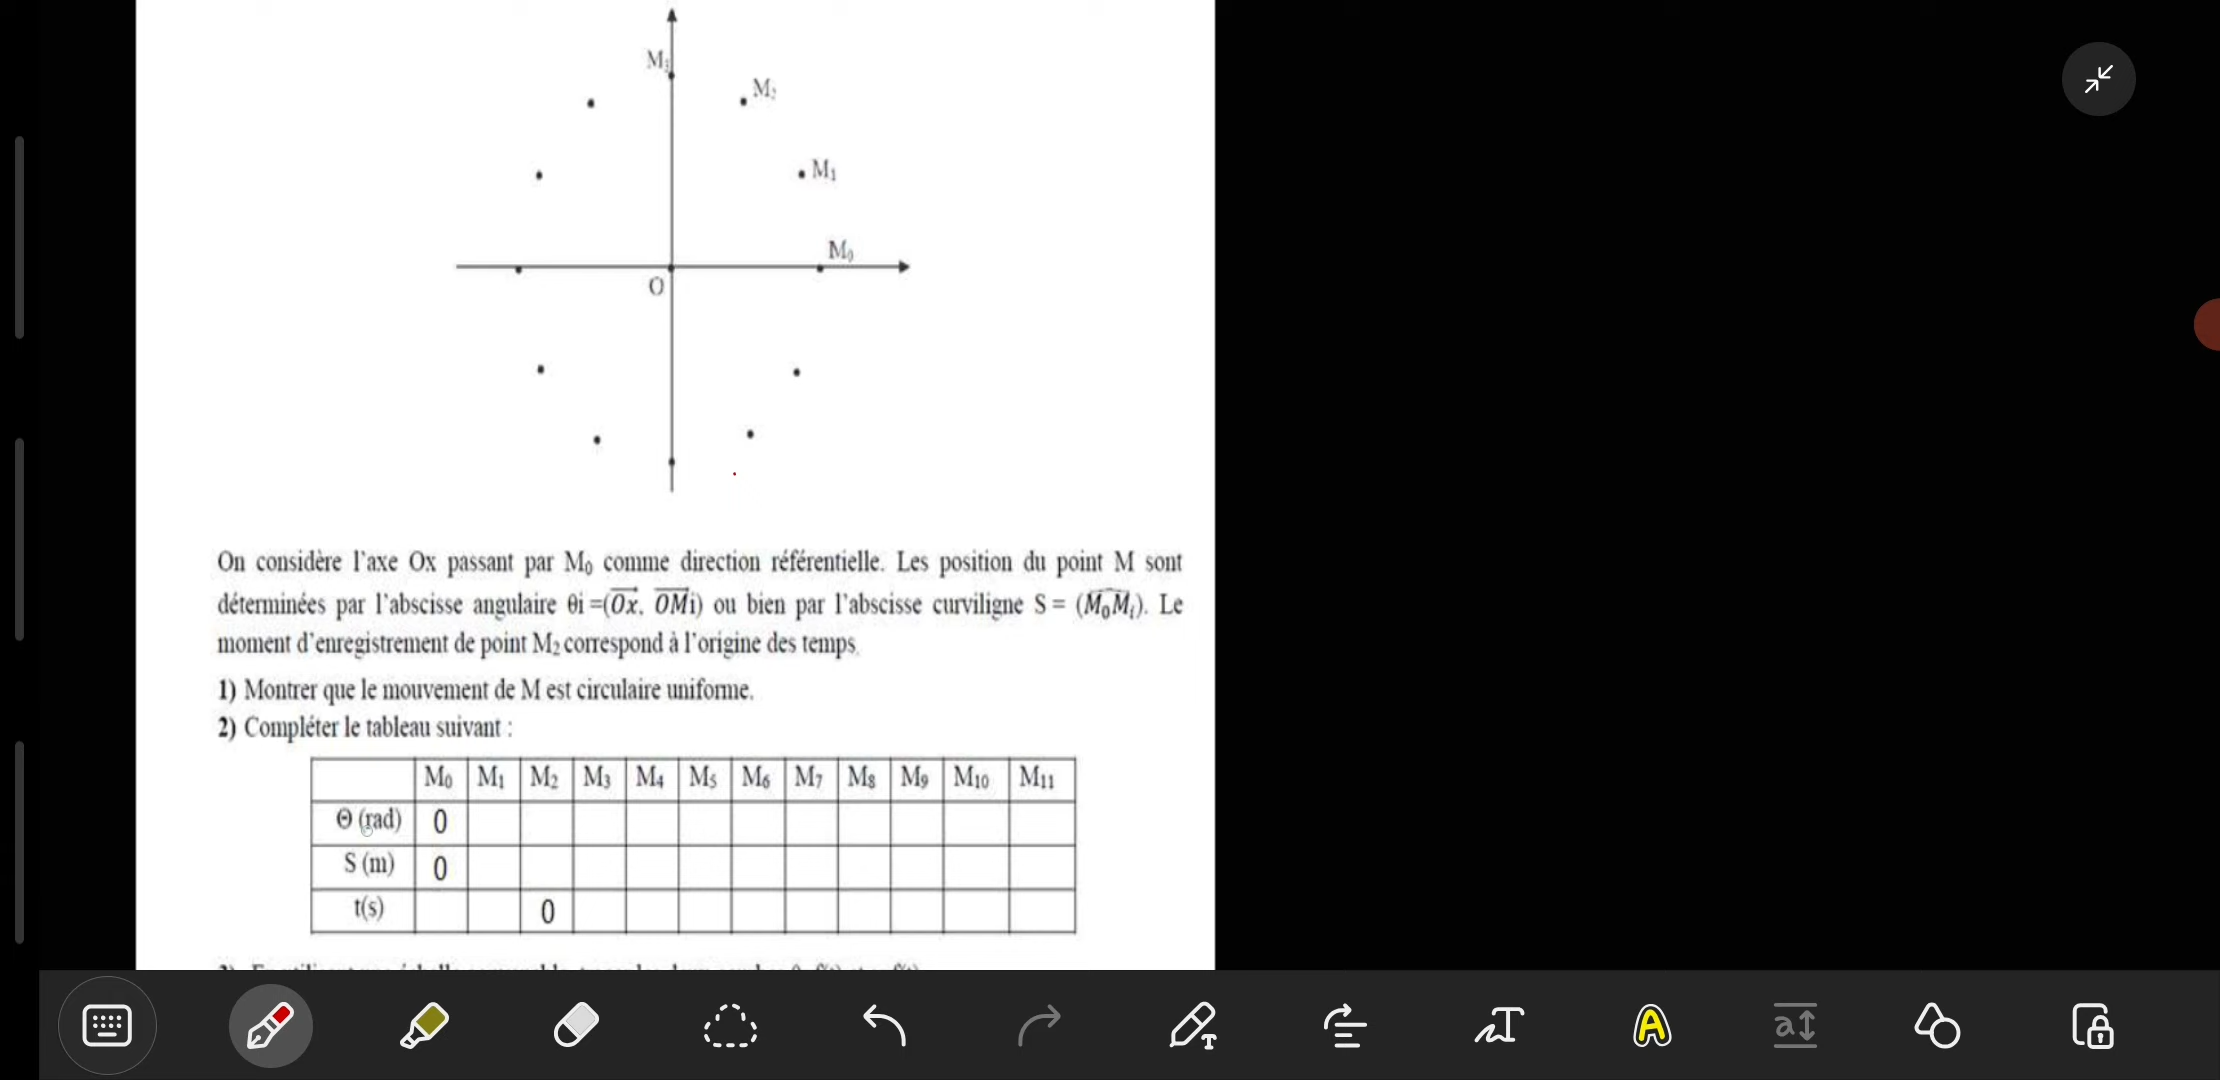 M₃
M₂
M₁
M₀
O
On considère l'axe Ox passant par M₀ comme direction référentielle. Les position du point M sont
déterminées par l'abscisse angulaire θi =(Ox, OMi) ou bien par l'abscisse curviligne S = (M₀Mᵢ). Le
moment d'enregistrement de point M₂ correspond à l'origine des temps.
1) Montrer que le mouvement de M est circulaire uniforme.
2) Compléter le tableau suivant :
M₀ M₁ M₂ M₃ M₄ M₅ M₆ M₇ M₈ M₉ M₁₀ M₁₁
Θ (rad) 0
S (m) 0
t(s) 0
T
aT
A
a